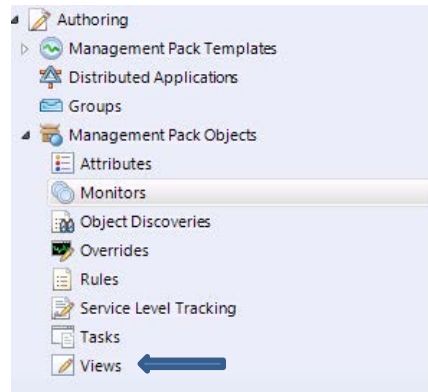 Authoring
Management Pack Templates
Distributed Applications
Groups
Management Pack Objects
Attributes
Monitors
Object Discoveries
Overrides
Rules
Service Level Tracking
Tasks
Views